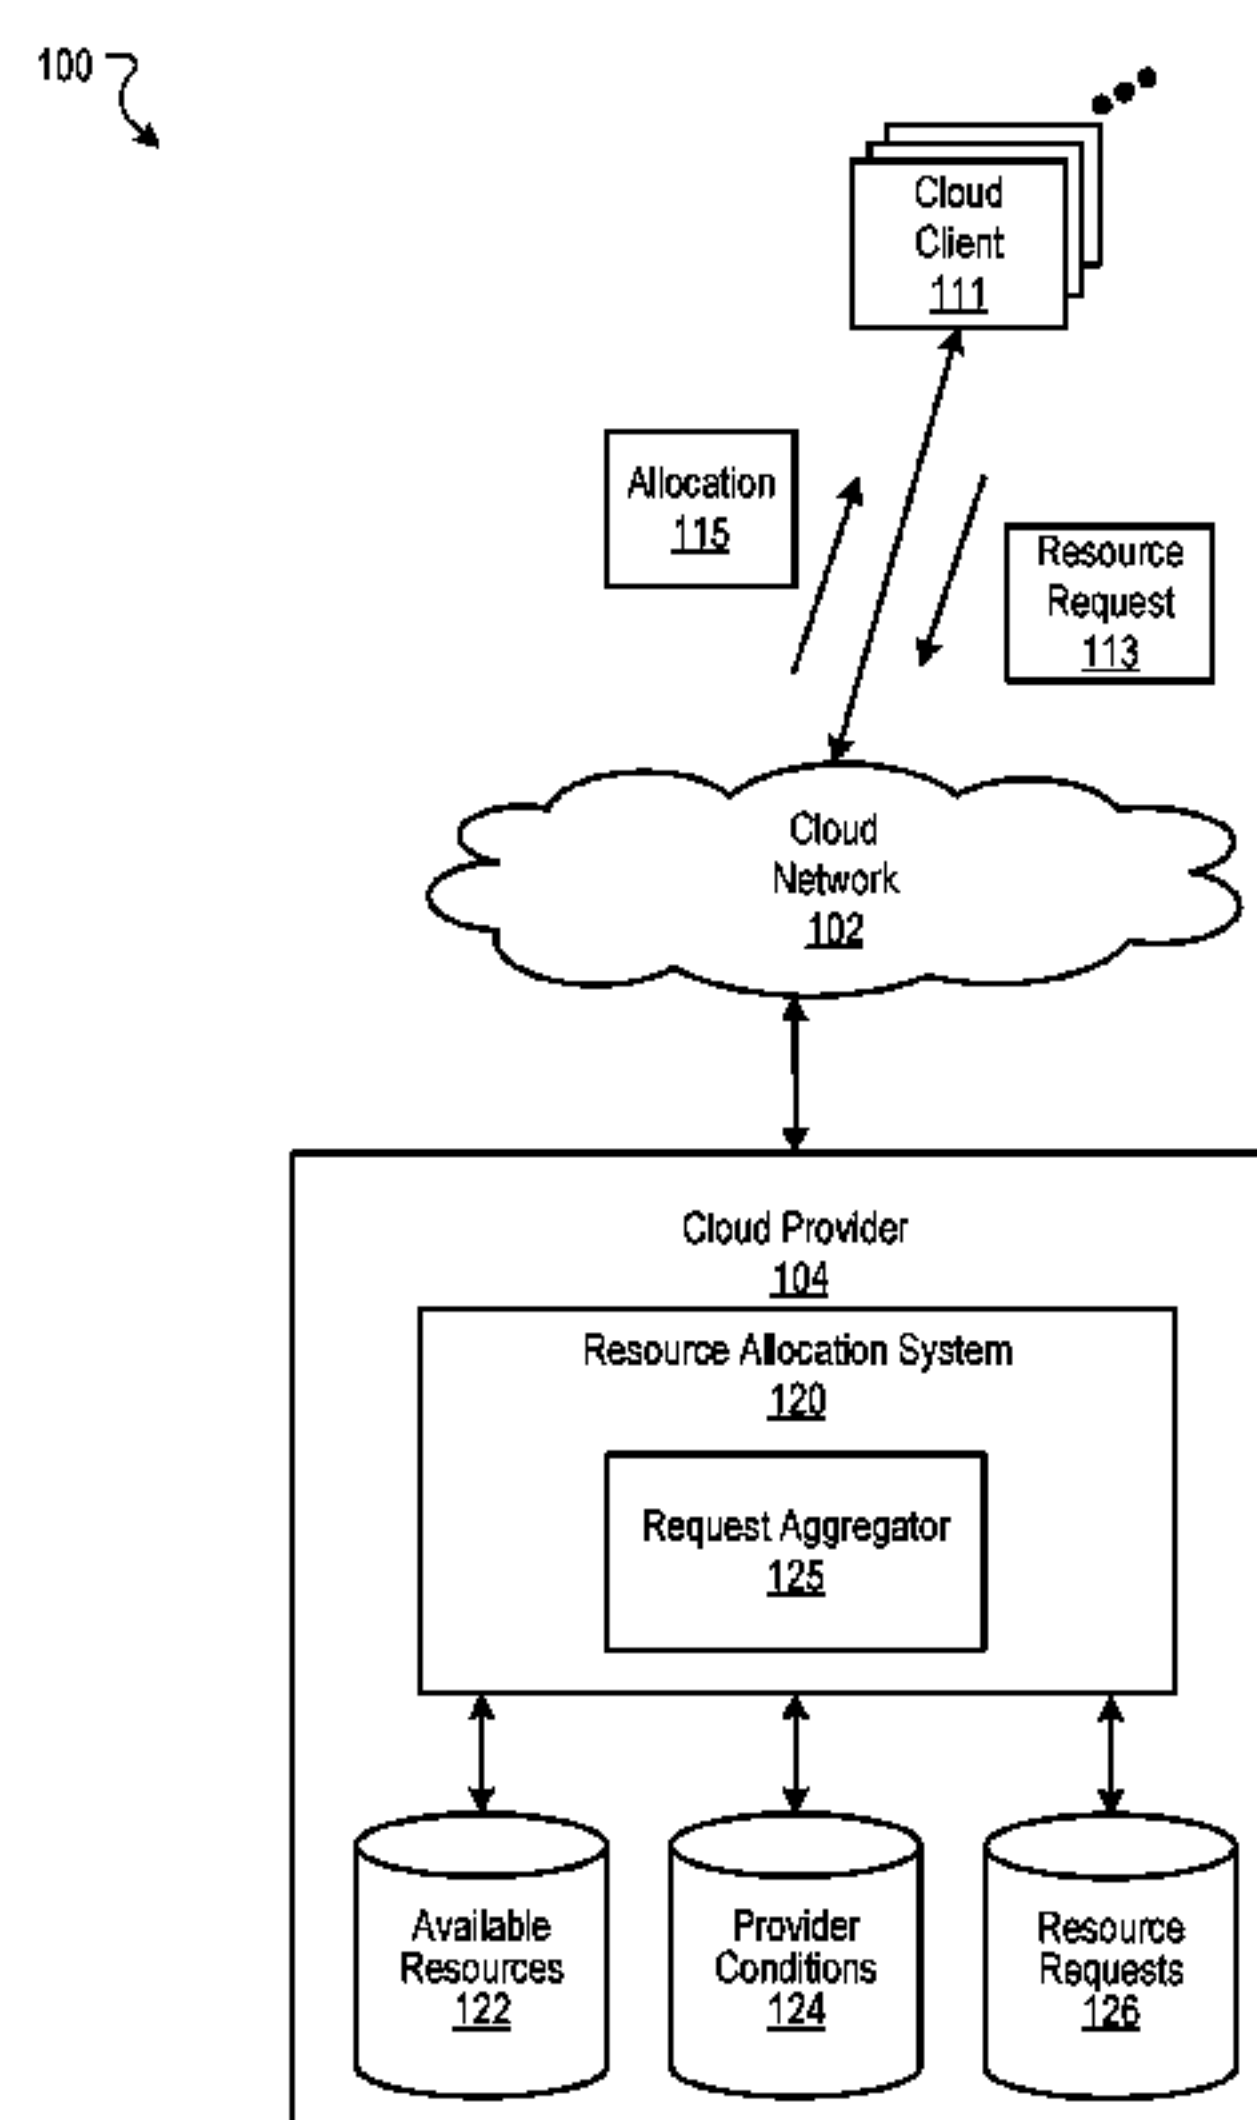 100
Cloud
Client
111
Allocation
115
Resource
Request
113
Cloud
Network
102
Cloud Provider
104
Resource Allocation System
120
Request Aggregator
125
Available
Resources
122
Provider
Conditions
124
Resource
Requests
126